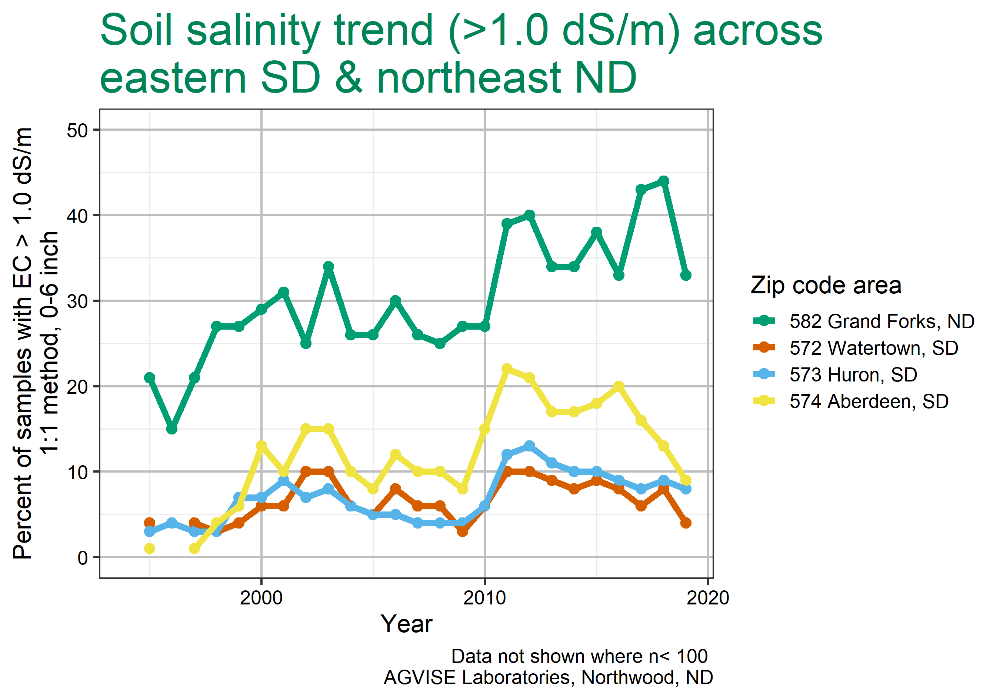 Soil salinity trend (>1.0 dS/m) across
eastern SD & northeast ND
Percent of samples with EC > 1.0 dS/m
1:1 method, 0-6 inch
50
40
30
20
10
0
2000
2010
2020
Year
Zip code area
582 Grand Forks, ND
572 Watertown, SD
573 Huron, SD
574 Aberdeen, SD
Data not shown where n< 100
AGVISE Laboratories, Northwood, ND